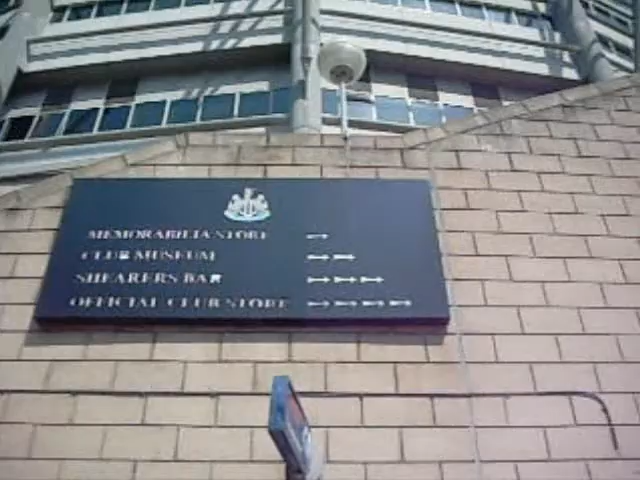 MEMORABILIA STORE →
CLUB MUSEUM →→
SHEARERS BAR →→→
OFFICIAL CLUB STORE →→→→